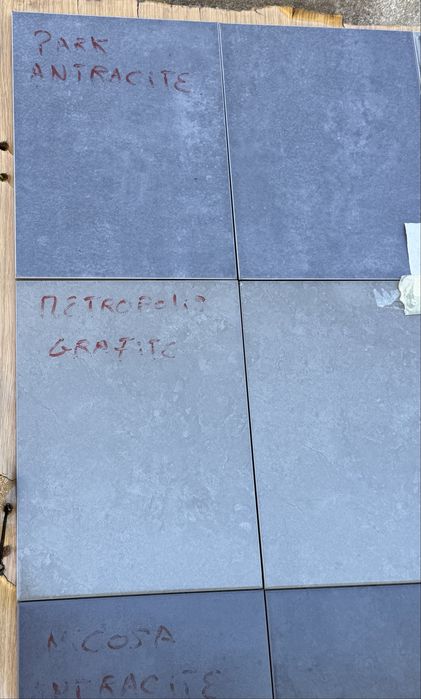 PARK
ANTRACITE
METROPOLIS
GRAFITE
NICOSA
ANTRACITE